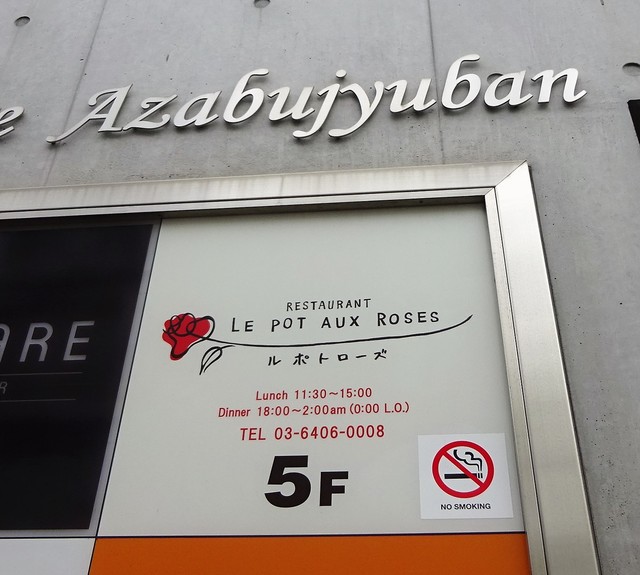 Azabujyuban
RESTAURANT
LE POT AUX ROSES
ル ポトローズ
Lunch 11:30～15:00
Dinner 18:00～2:00am (0:00 L.O.)
TEL 03-6406-0008
5F
NO SMOKING